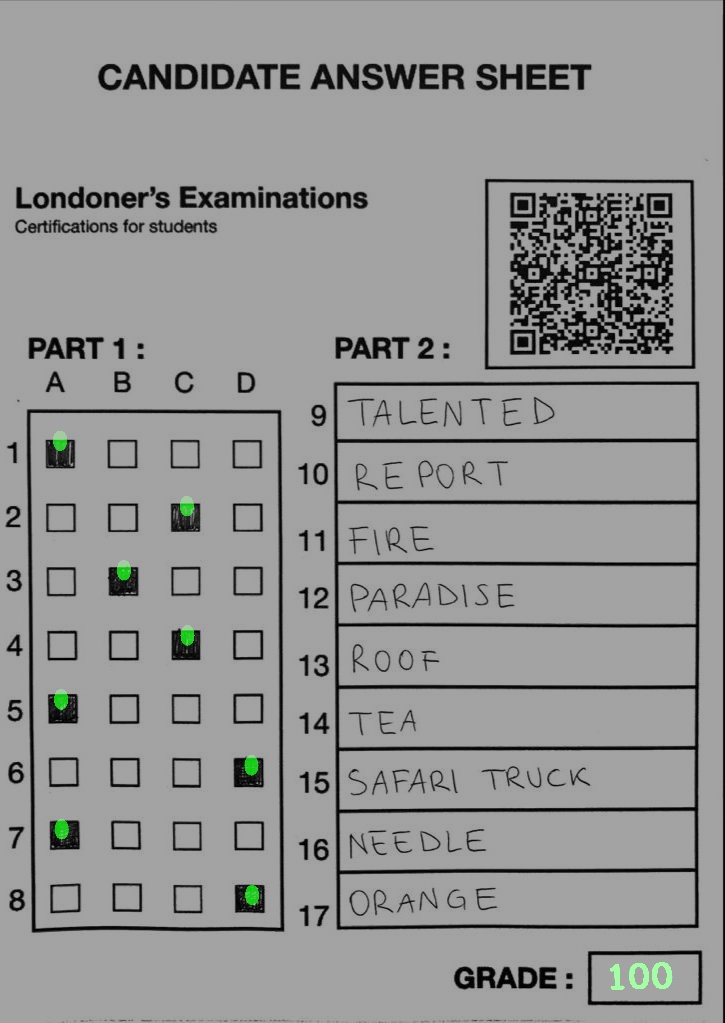 CANDIDATE ANSWER SHEET
Londoner's Examinations
Certifications for students
PART 1 :
A B C D
1
2
3
4
5
6
7
8
PART 2 :
9 TALENTED
10 REPORT
11 FIRE
12 PARADISE
13 ROOF
14 TEA
15 SAFARI TRUCK
16 NEEDLE
17 ORANGE
GRADE : 100